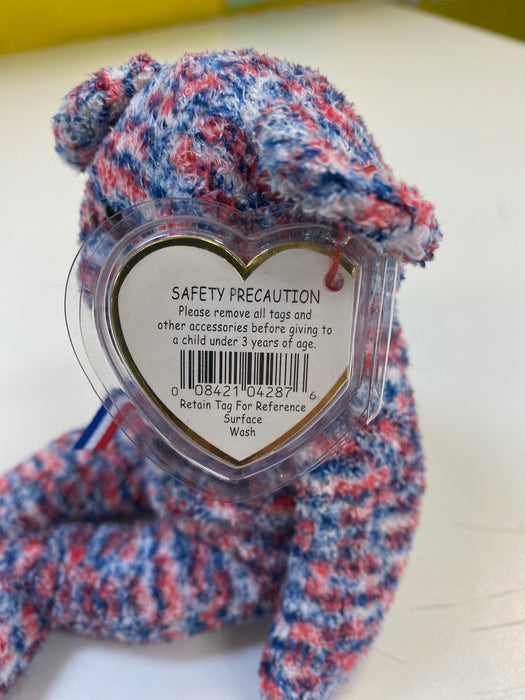 SAFETY PRECAUTION
Please remove all tags and
other accessories before giving to
a child under 3 years of age.
0 08421 04287 6
Retain Tag For Reference
Surface
Wash